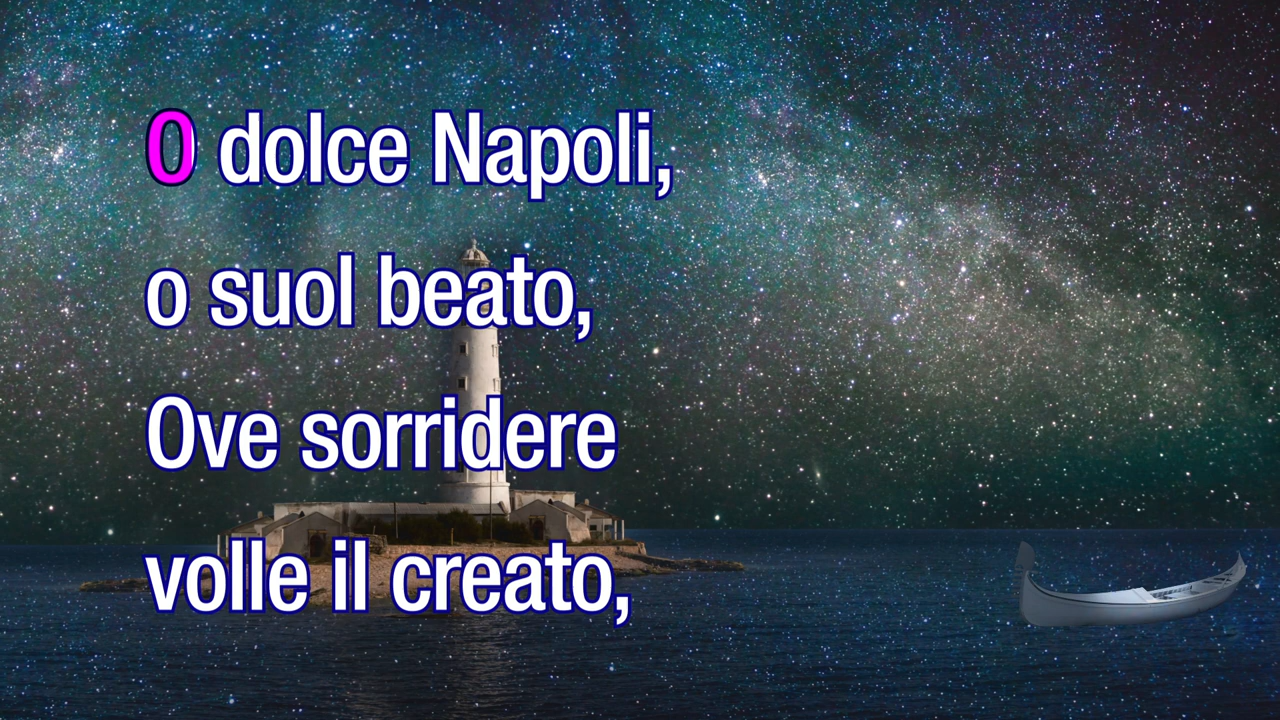 O dolce Napoli,
o suol beato,
Ove sorridere
volle il creato,